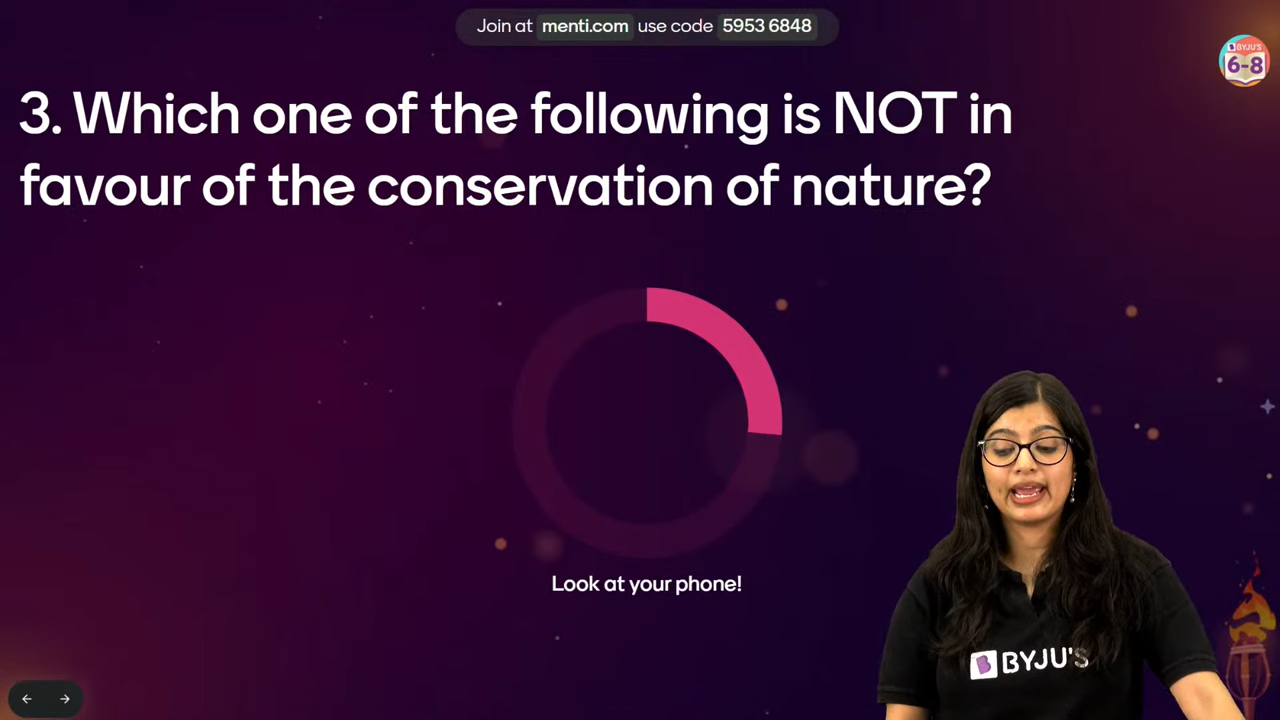 Join at menti.com use code 5953 6848
BYJU'S
6-8
3. Which one of the following is NOT in
favour of the conservation of nature?
Look at your phone!
BYJU'S